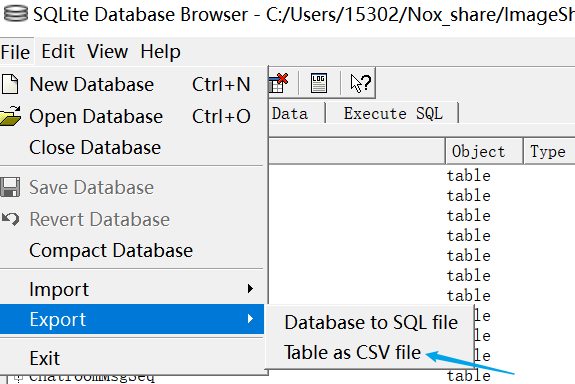 SQLite Database Browser - C:/Users/15302/Nox_share/ImageSh
File Edit View Help
New Database Ctrl+N
Open Database Ctrl+O
Close Database
Save Database
Revert Database
Compact Database
Import
Export
Exit
LOG
Data Execute SQL
Object Type
table
table
table
table
table
table
table
table
table
table
table
Database to SQL file
Table as CSV file
ChatroomMsgSeq